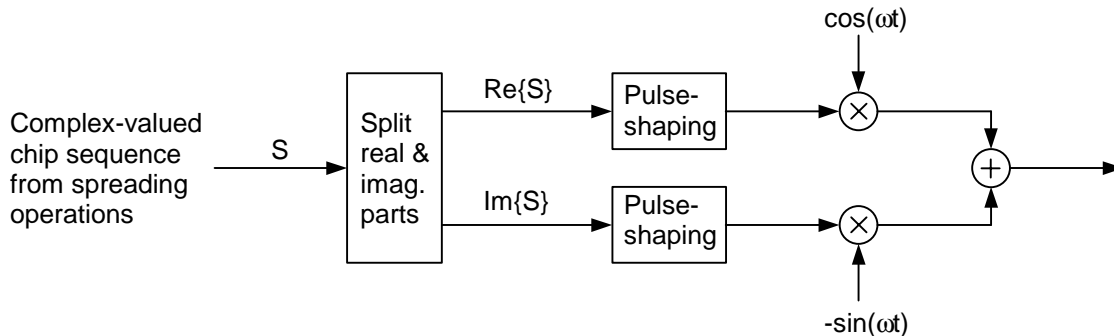 cos(ωt)
Complex-valued
chip sequence
from spreading
operations
S
Split
real &
imag.
parts
Re{S}
Pulse-
shaping
Im{S}
Pulse-
shaping
-sin(ωt)